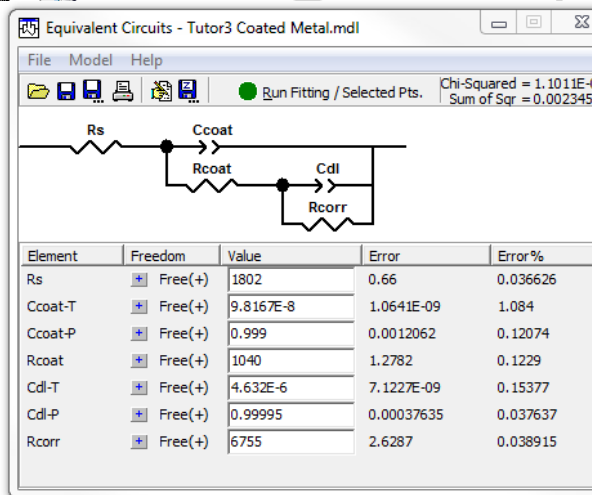 Equivalent Circuits - Tutor3 Coated Metal.mdl
File Model Help
Run Fitting / Selected Pts. Chi-Squared = 1.1011E-
Sum of Sqr = 0.002345
Rs Ccoat
Rcoat Cdl
Rcorr
Element Freedom Value Error Error%
Rs + Free(+) 1802 0.66 0.036626
Ccoat-T + Free(+) 9.8167E-8 1.0641E-09 1.084
Ccoat-P + Free(+) 0.999 0.0012062 0.12074
Rcoat + Free(+) 1040 1.2782 0.1229
Cdl-T + Free(+) 4.632E-6 7.1227E-09 0.15377
Cdl-P + Free(+) 0.99995 0.00037635 0.037637
Rcorr + Free(+) 6755 2.6287 0.038915